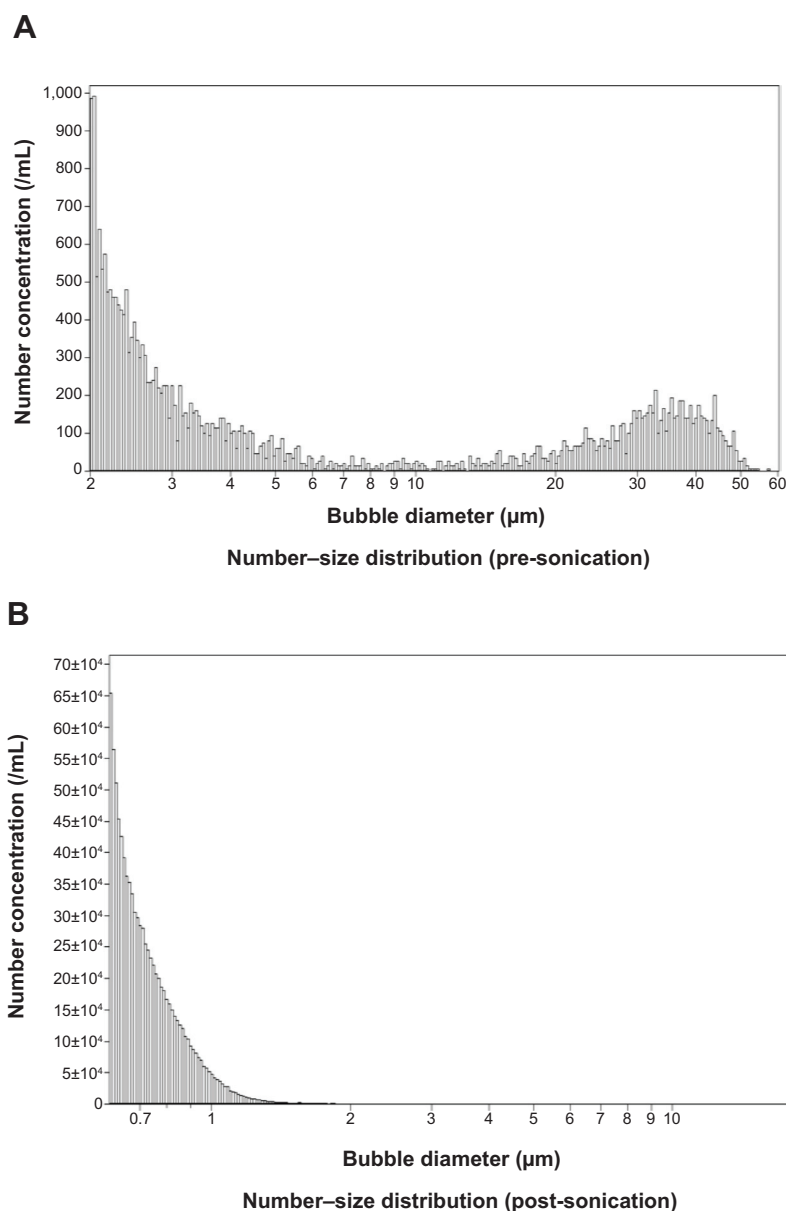 A
Number concentration (/mL)
1,000
900
800
700
600
500
400
300
200
100
0
2 3 4 5 6 7 8 9 10 20 30 40 50 60
Bubble diameter (µm)
Number–size distribution (pre-sonication)
B
Number concentration (/mL)
70±10⁴
65±10⁴
60±10⁴
55±10⁴
50±10⁴
45±10⁴
40±10⁴
35±10⁴
30±10⁴
25±10⁴
20±10⁴
15±10⁴
10±10⁴
5±10⁴
0
0.7 1 2 3 4 5 6 7 8 9 10
Bubble diameter (µm)
Number–size distribution (post-sonication)